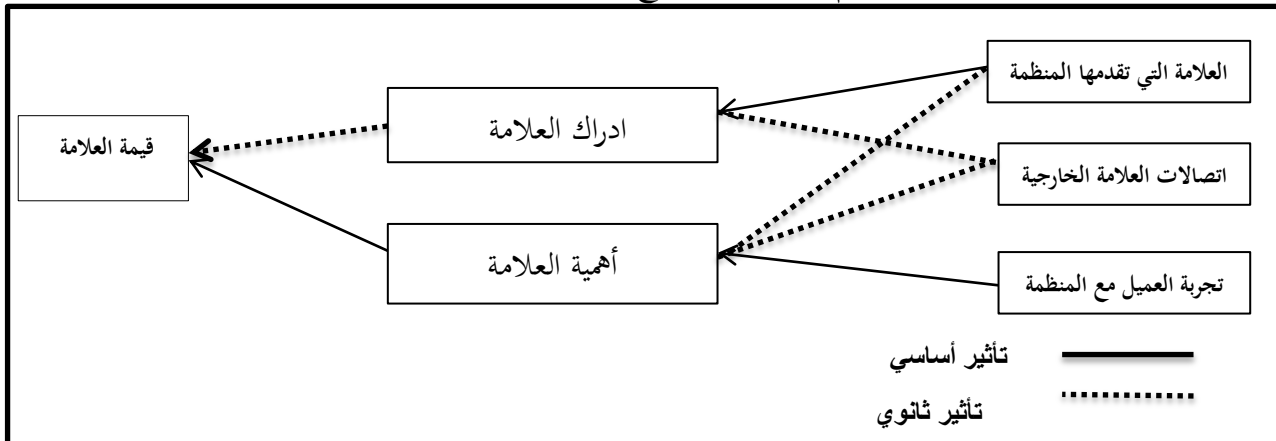 العلامة التي تقدمها المنظمة
ادراك العلامة
قيمة العلامة
اتصالات العلامة الخارجية
أهمية العلامة
تجربة العميل مع المنظمة
تأثير أساسي
تأثير ثانوي